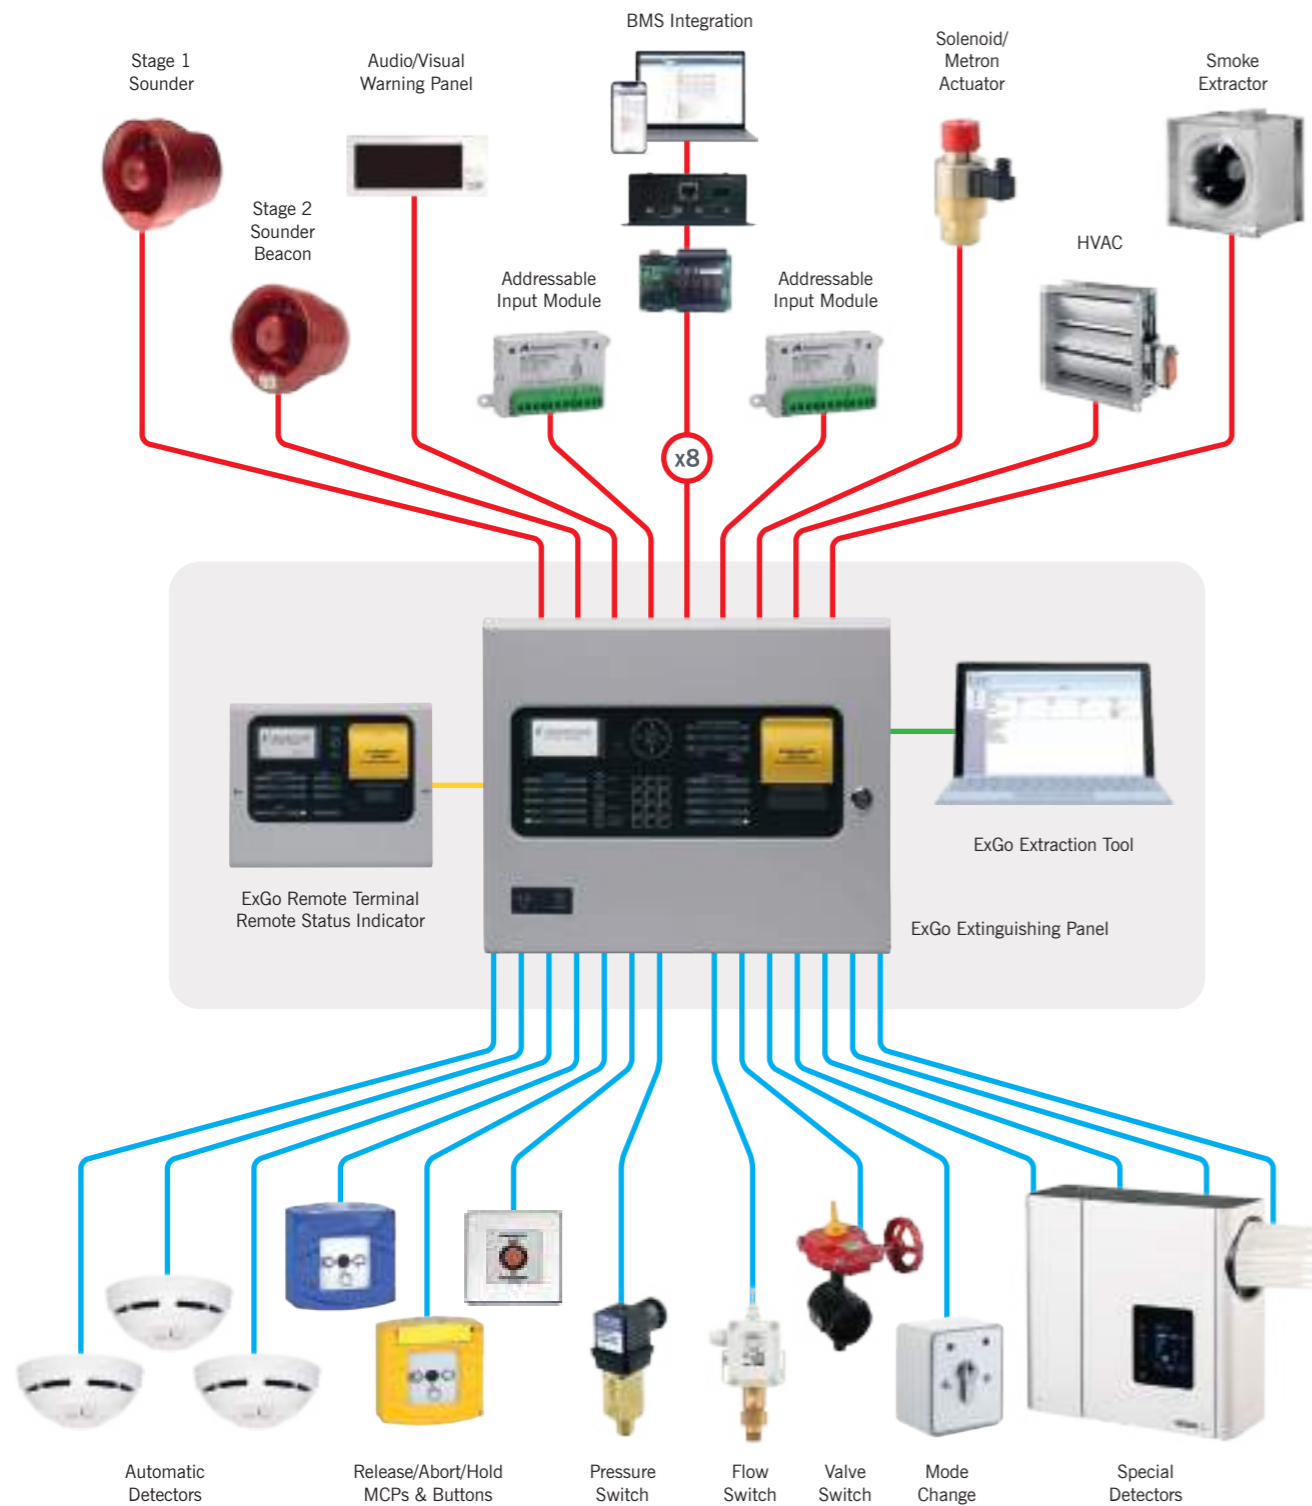 BMS Integration
Stage 1
Sounder
Audio/Visual
Warning Panel
Solenoid/
Metron
Actuator
Smoke
Extractor
Stage 2
Sounder
Beacon
HVAC
Addressable
Input Module
Addressable
Input Module
x8
ExGo Extraction Tool
ExGo Remote Terminal
Remote Status Indicator
ExGo Extinguishing Panel
Automatic
Detectors
Release/Abort/Hold
MCPs & Buttons
Pressure
Switch
Flow
Switch
Valve
Switch
Mode
Change
Special
Detectors